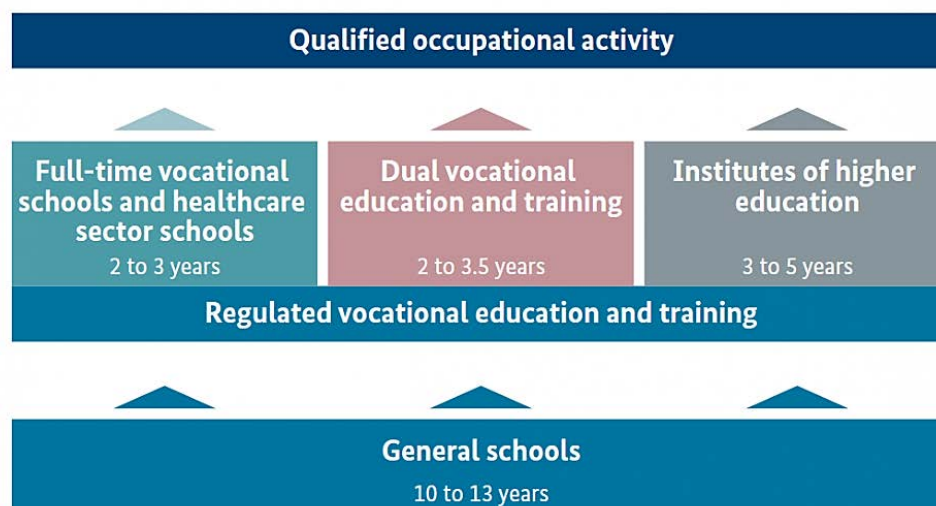 Qualified occupational activity
Full-time vocational
schools and healthcare
sector schools
2 to 3 years
Dual vocational
education and training
2 to 3.5 years
Institutes of higher
education
3 to 5 years
Regulated vocational education and training
General schools
10 to 13 years